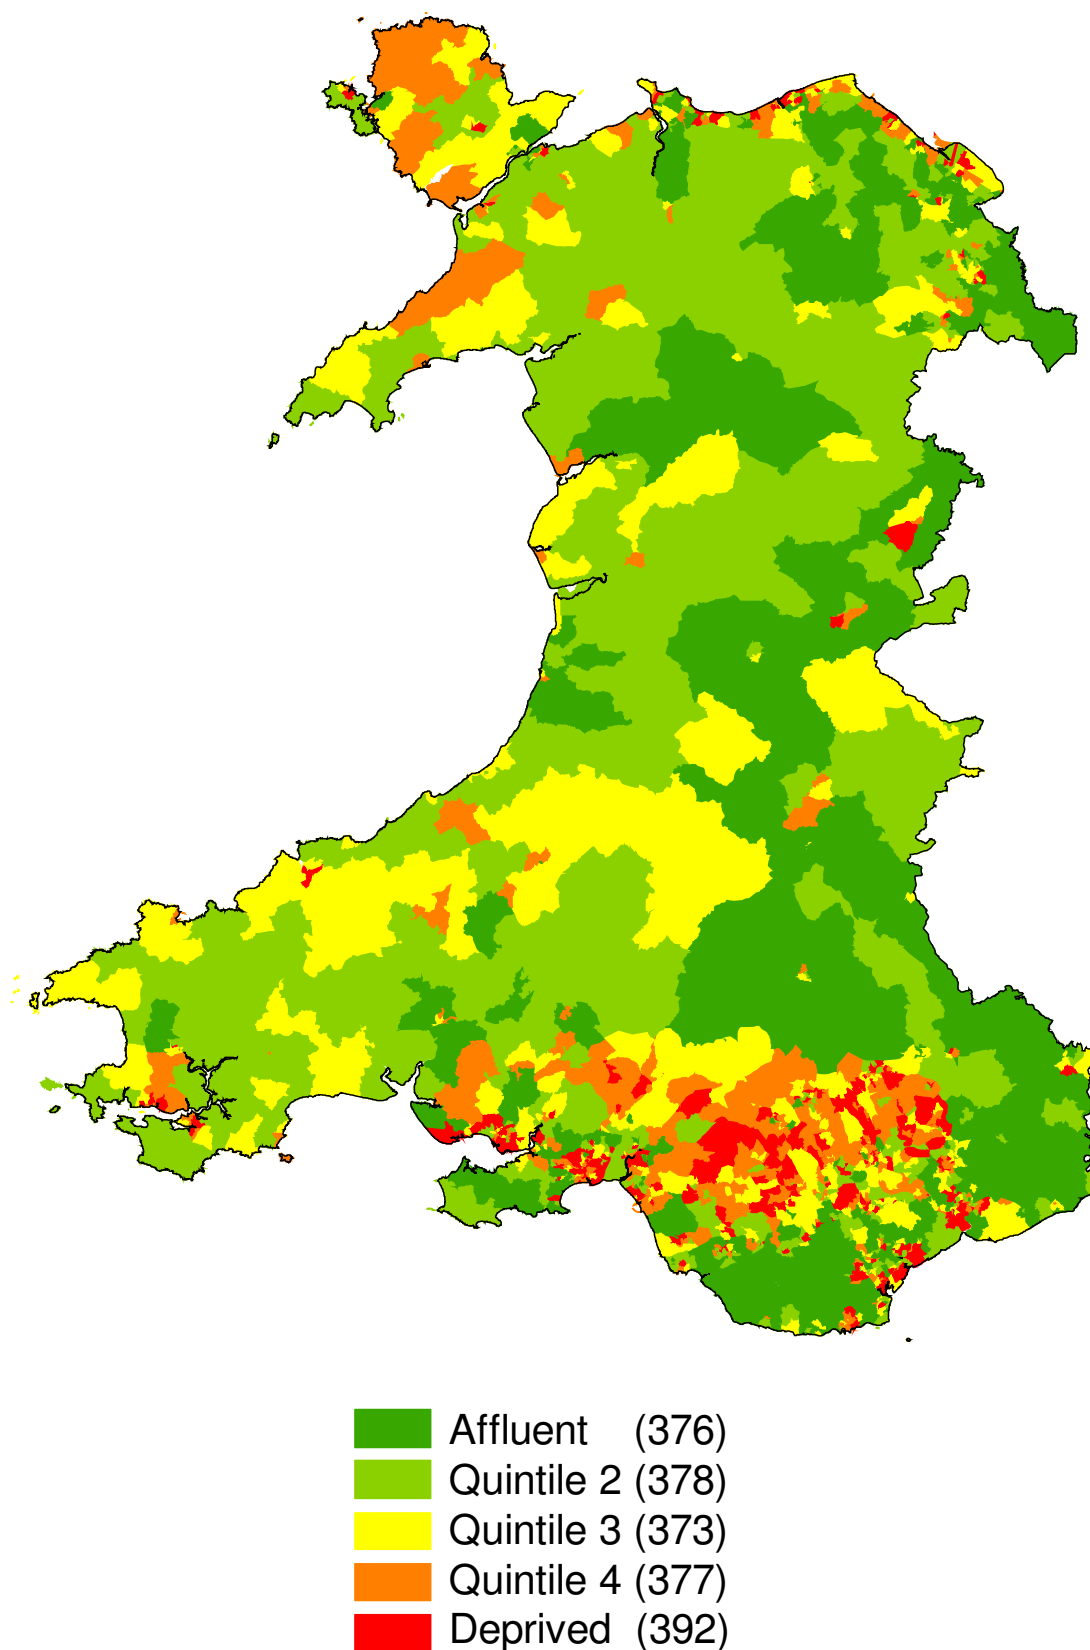 Affluent (376)
Quintile 2 (378)
Quintile 3 (373)
Quintile 4 (377)
Deprived (392)